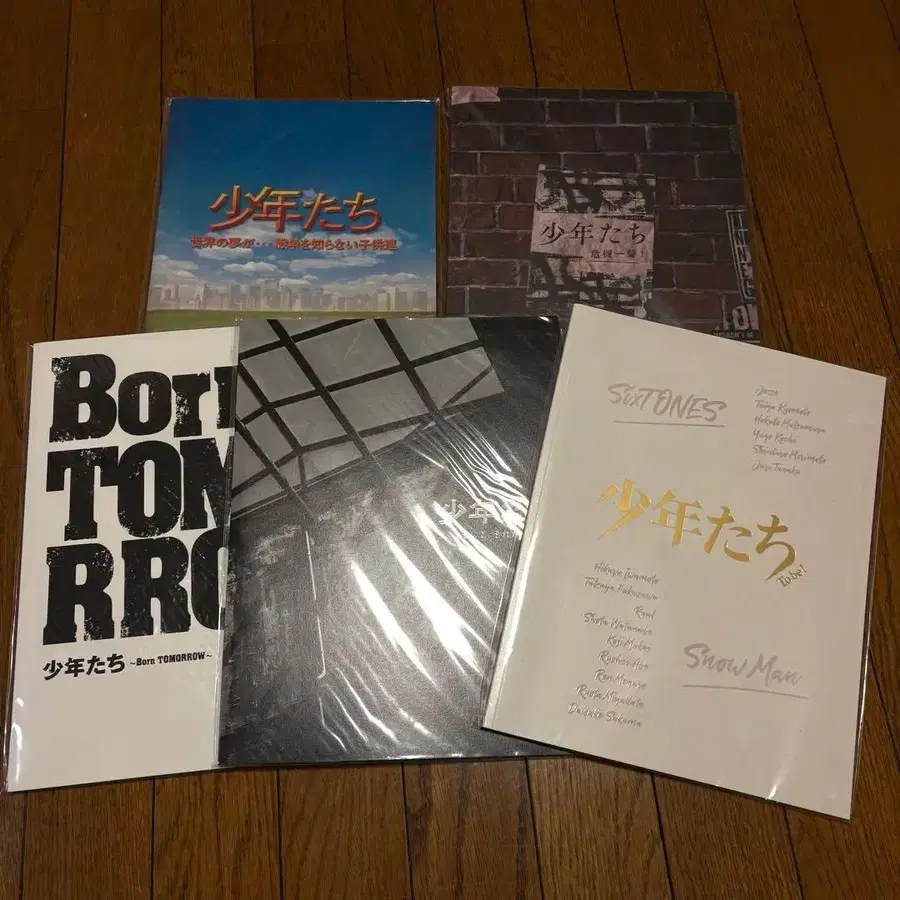 少年たち
世界の夢が・・・戦争を知らない子供達
少年たち
危機一髪！
Born
TOM
RRO
少年たち ~Born TOMORROW~
少年
それ
SixTONES
Jesse
Taiga Kyomoto
Hokuto Matsumura
Yugo Kochi
Shintaro Morimoto
Juri Tanaka
少年たち
To be!
Hikaru Iwamoto
Tatsuya Fukazawa
Raul
Shota Watanabe
Koji Mukai
Ryohei Abe
Ren Meguro
Ryota Miyadate
Daisuke Sakuma
Snow Man